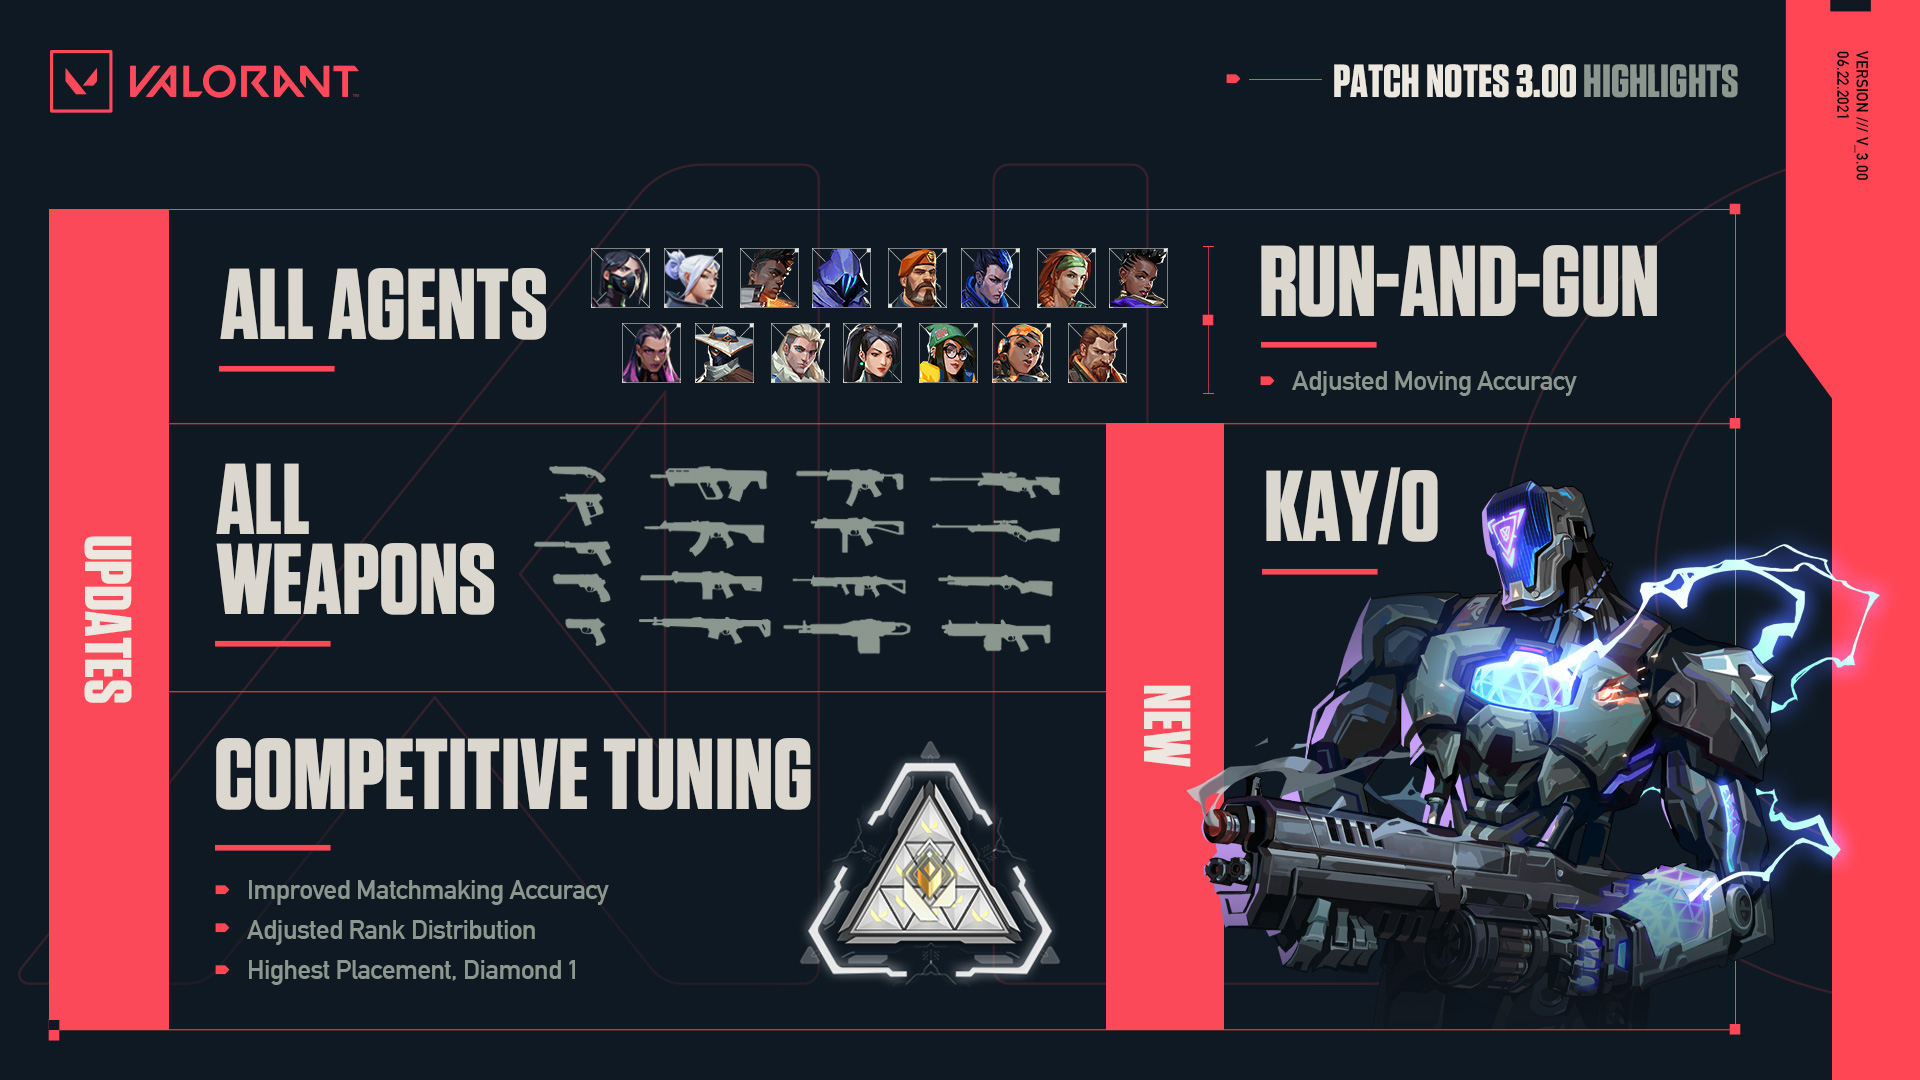 VALORANT
PATCH NOTES 3.00 HIGHLIGHTS
VERSION /// V_3.00
06.22.2021
UPDATES
ALL AGENTS
RUN-AND-GUN
Adjusted Moving Accuracy
ALL
WEAPONS
NEW
KAY/O
COMPETITIVE TUNING
Improved Matchmaking Accuracy
Adjusted Rank Distribution
Highest Placement, Diamond 1